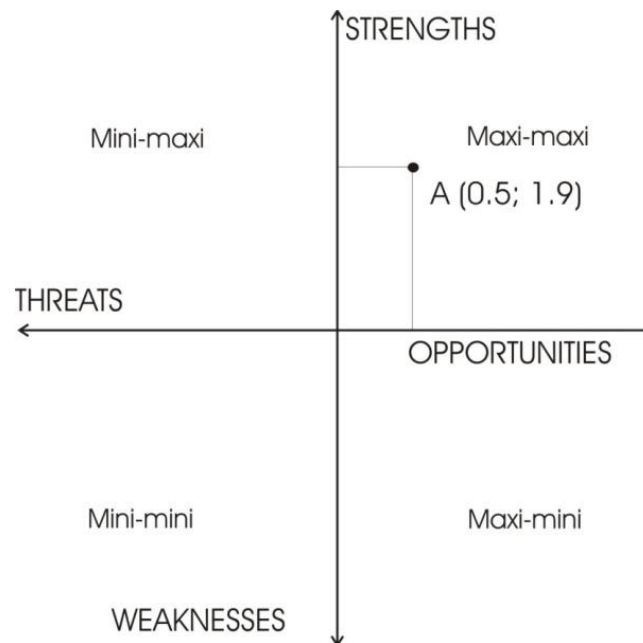 STRENGTHS
Mini-maxi
Maxi-maxi
A (0.5; 1.9)
THREATS
OPPORTUNITIES
Mini-mini
Maxi-mini
WEAKNESSES